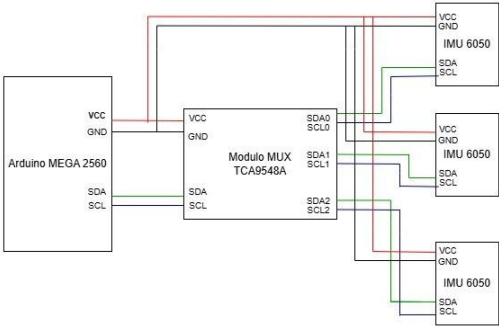 Arduino MEGA 2560
VCC
GND
SDA
SCL
Modulo MUX
TCA9548A
VCC
GND
SDA
SCL
SDA0
SCL0
SDA1
SCL1
SDA2
SCL2
VCC
GND
IMU 6050
SDA
SCL
VCC
GND
IMU 6050
SDA
SCL
VCC
GND
IMU 6050
SDA
SCL